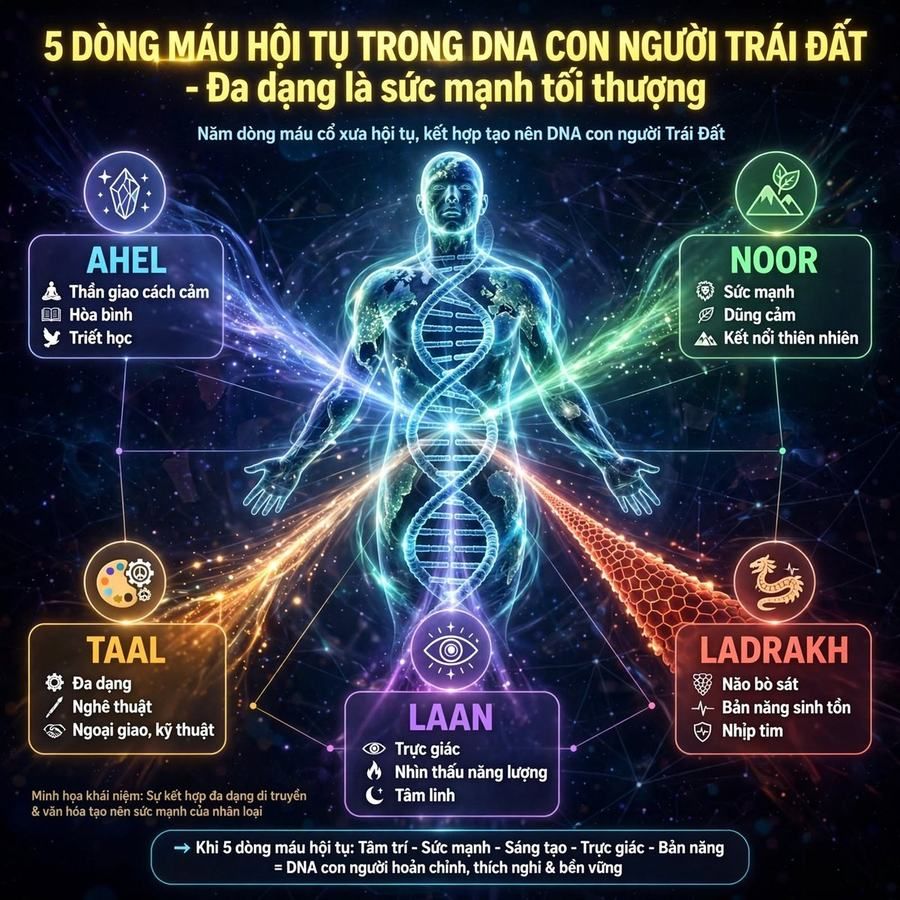 5 DÒNG MÁU HỘI TỤ TRONG DNA CON NGƯỜI TRÁI ĐẤT
- Đa dạng là sức mạnh tối thượng
Năm dòng máu cổ xưa hội tụ, kết hợp tạo nên DNA con người Trái Đất
AHEL
Thần giao cách cảm
Hòa bình
Triết học
NOOR
Sức mạnh
Dũng cảm
Kết nối thiên nhiên
TAAL
Đa dạng
Nghê thuật
Ngoại giao, kỹ thuật
LAAN
Trực giác
Nhìn thấu năng lượng
Tâm linh
LADRAKH
Não bò sát
Bản năng sinh tồn
Nhịp tim
Minh họa khái niệm: Sự kết hợp đa dạng di truyền
& văn hóa tạo nên sức mạnh của nhân loại
→ Khi 5 dòng máu hội tụ: Tâm trí - Sức mạnh - Sáng tạo - Trực giác - Bản năng
= DNA con người hoản chỉnh, thích nghi & bền vững